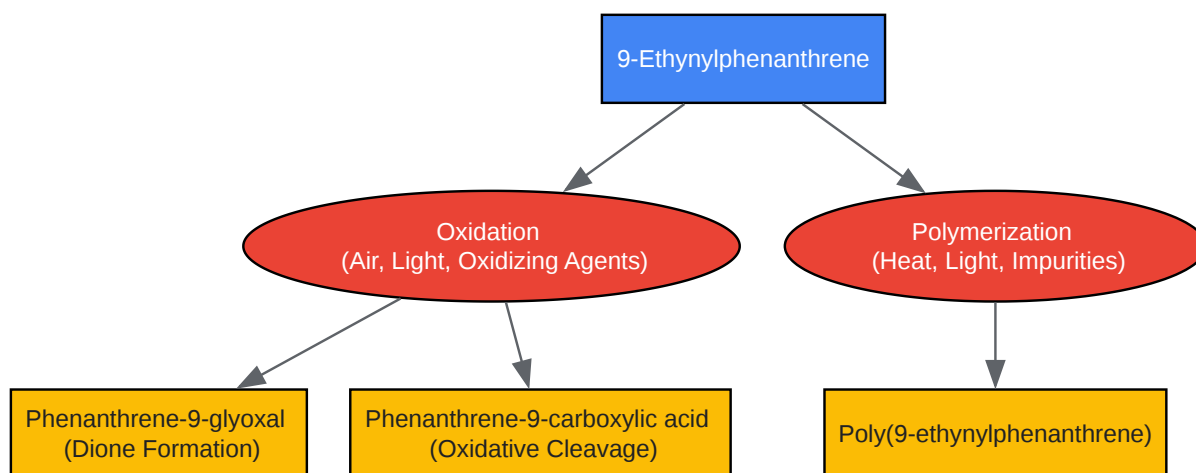 9-Ethynylphenanthrene
Oxidation
(Air, Light, Oxidizing Agents)
Polymerization
(Heat, Light, Impurities)
Phenanthrene-9-glyoxal
(Dione Formation)
Phenanthrene-9-carboxylic acid
(Oxidative Cleavage)
Poly(9-ethynylphenanthrene)